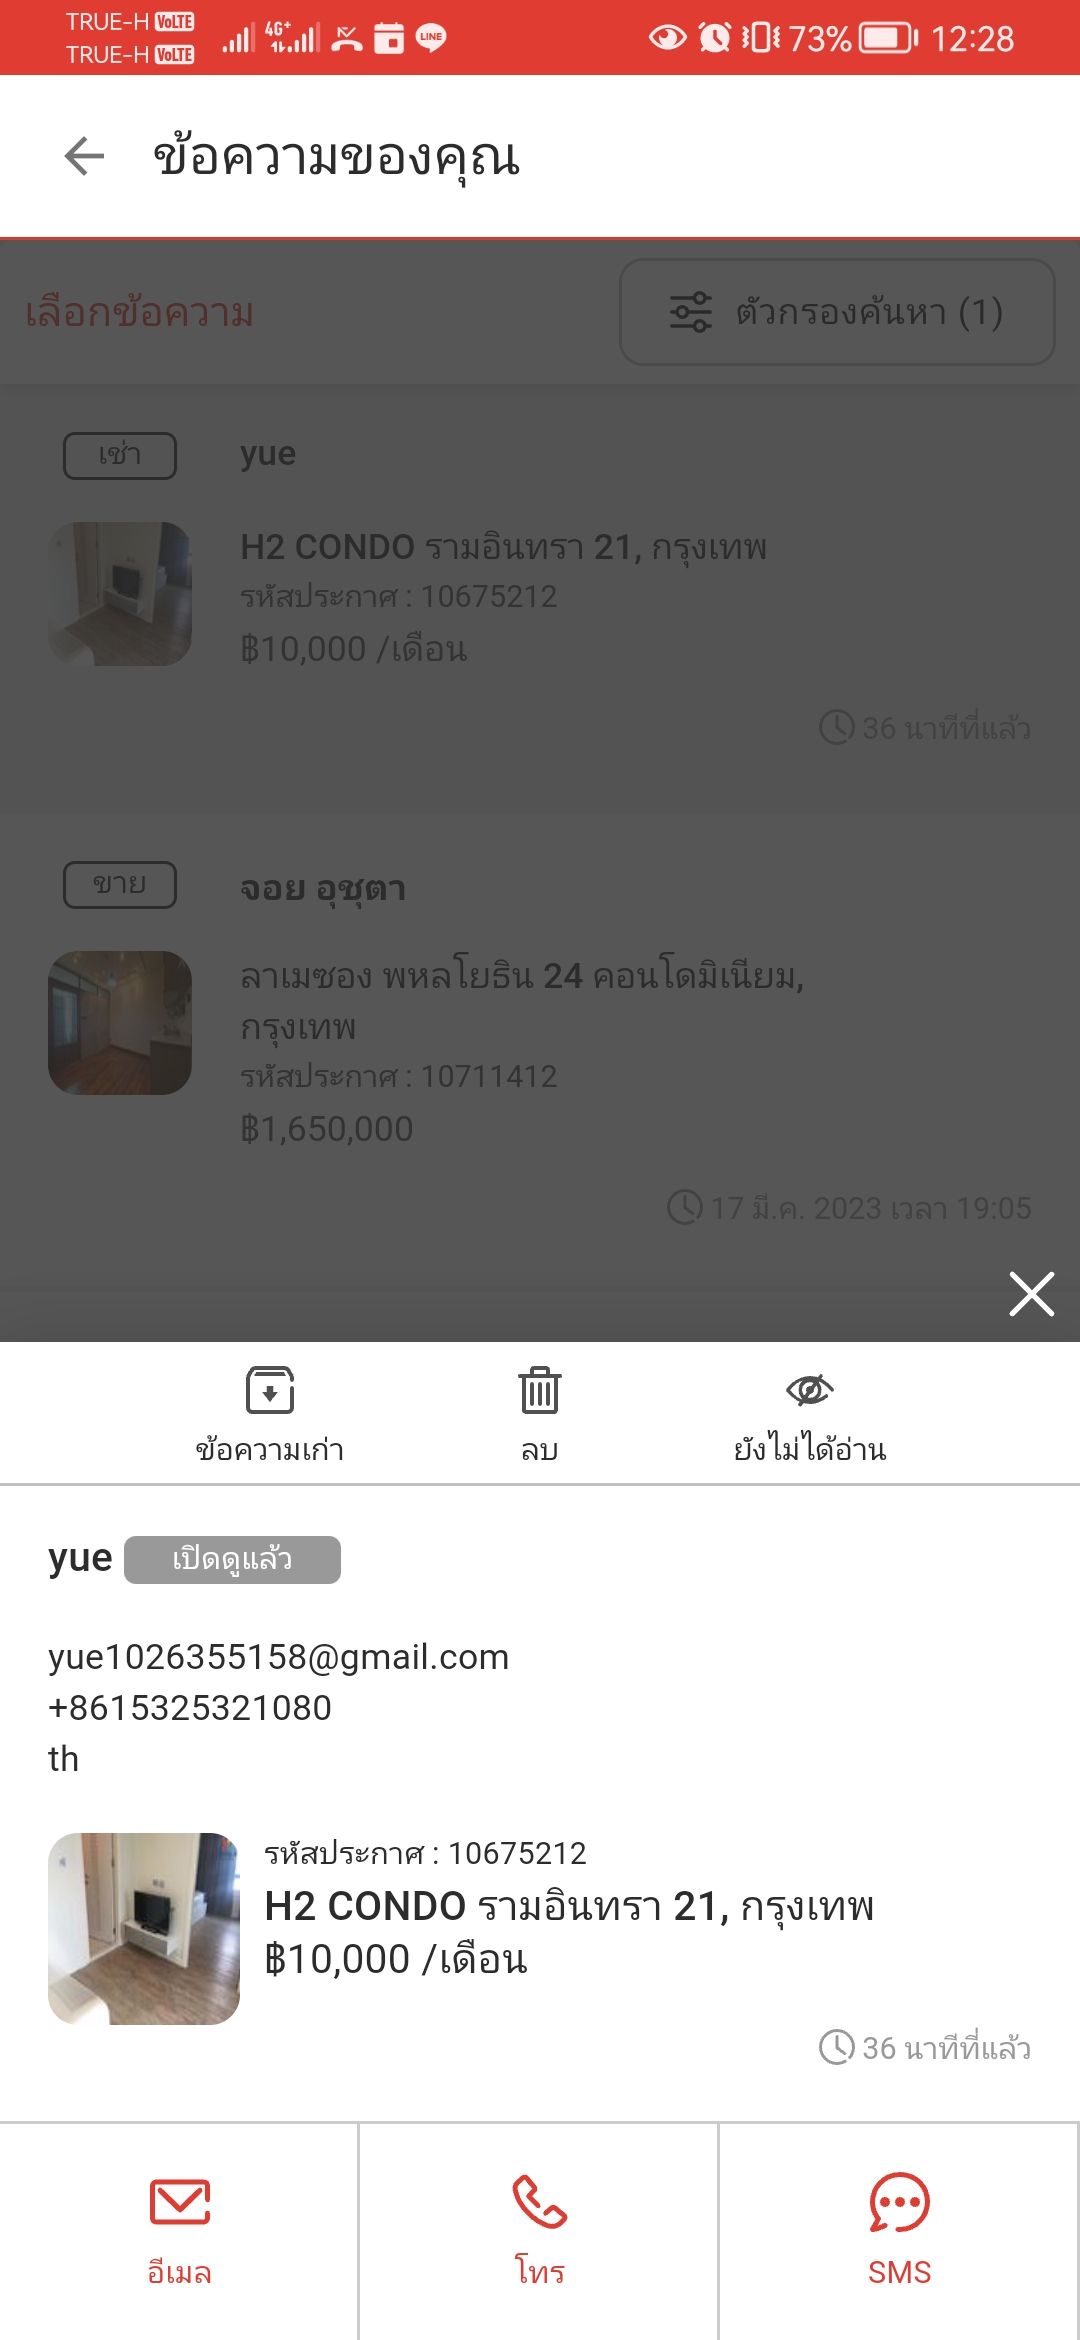 TRUE-H VoLTE
TRUE-H VoLTE
4G+
LINE
73% 12:28
ข้อความของคุณ
เลือกข้อความ
ตัวกรองค้นหา (1)
เช่า
yue
H2 CONDO รามอินทรา 21, กรุงเทพ
รหัสประกาศ : 10675212
฿10,000 /เดือน
36 นาทีที่แล้ว
ขาย
จอย อุชุตา
ลาเมซอง พหลโยธิน 24 คอนโดมิเนียม,
กรุงเทพ
รหัสประกาศ : 10711412
฿1,650,000
17 มี.ค. 2023 เวลา 19:05
ข้อความเก่า
ลบ
ยังไม่ได้อ่าน
yue เปิดดูแล้ว
yue1026355158@gmail.com
+8615325321080
th
รหัสประกาศ : 10675212
H2 CONDO รามอินทรา 21, กรุงเทพ
฿10,000 /เดือน
36 นาทีที่แล้ว
อีเมล
โทร
SMS